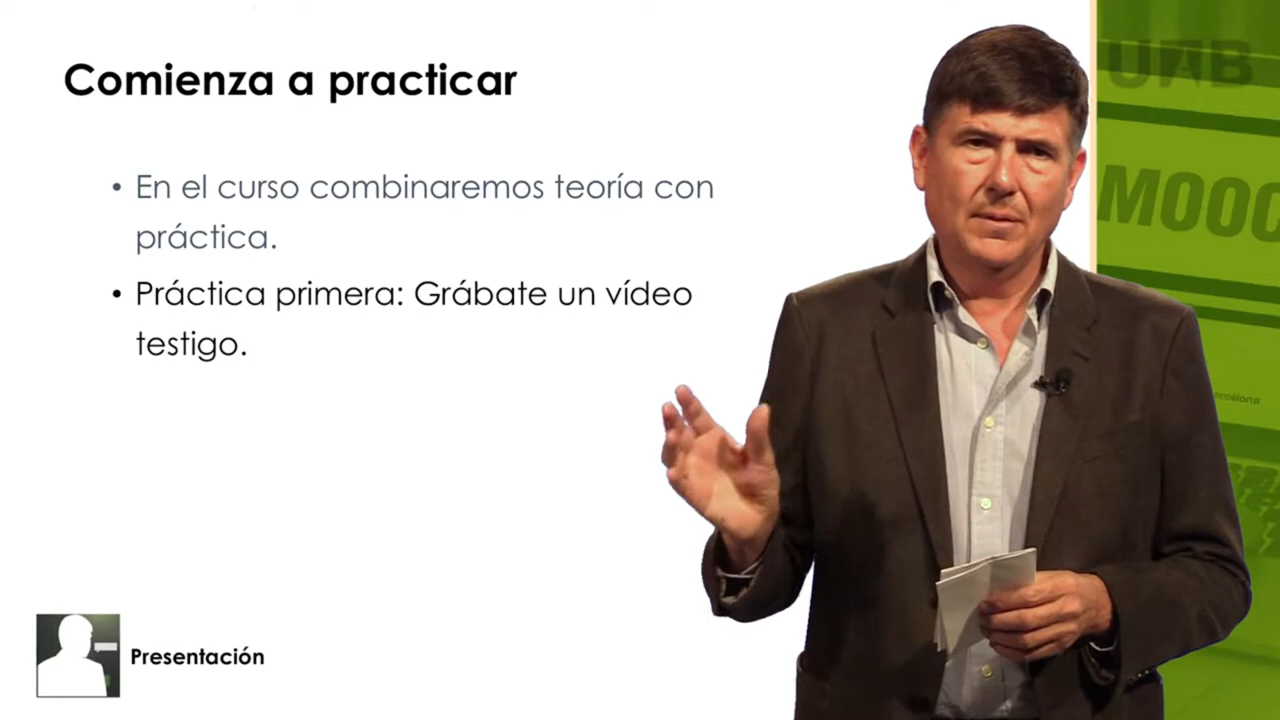 Comienza a practicar
UAB
• En el curso combinaremos teoría con
práctica.
MOOC
• Práctica primera: Grábate un vídeo
testigo.
Presentación